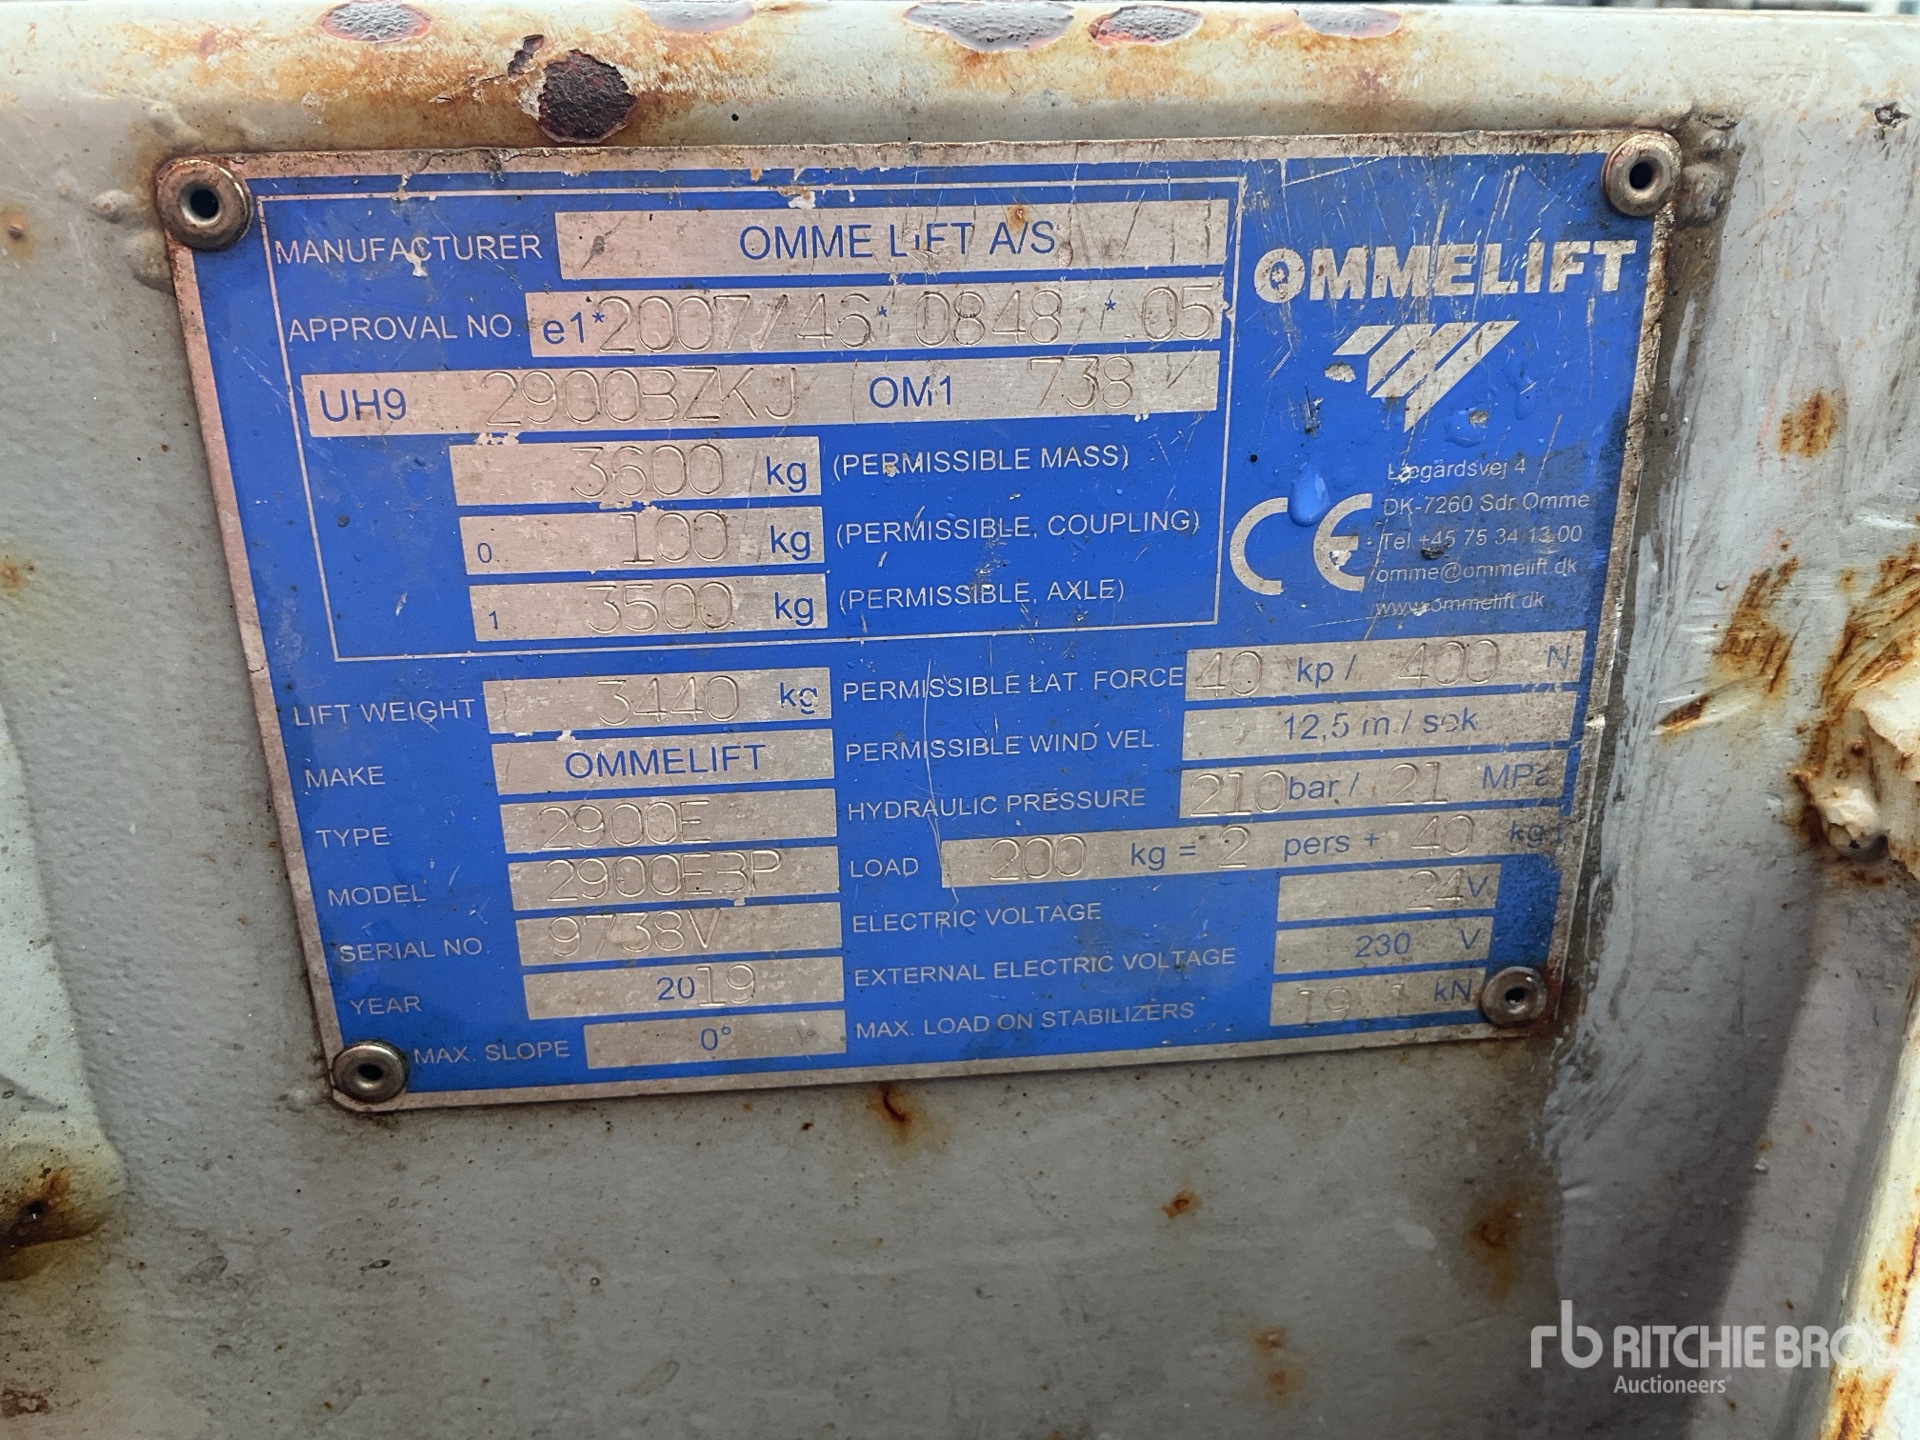 MANUFACTURER OMME LIFT A/S
APPROVAL NO. e1*2007/46*0848*05
UH9 2900BZKJ OM1 738
3600 kg (PERMISSIBLE MASS)
0. 100 kg (PERMISSIBLE, COUPLING)
1 3500 kg (PERMISSIBLE, AXLE)
OMMELIFT
CE
Lægårdsvej 4
DK-7260 Sdr Omme
Tel +45 75 34 13 00
omme@ommelift.dk
www.ommelift.dk
LIFT WEIGHT 3440 kg
MAKE OMMELIFT
TYPE 2900E
MODEL 2900EBP
SERIAL NO. 9738V
YEAR 2019
MAX. SLOPE 0°
PERMISSIBLE LAT. FORCE 40 kp / 400 N
PERMISSIBLE WIND VEL. 12,5 m / sek
HYDRAULIC PRESSURE 210 bar / 21 MPa
LOAD 200 kg = 2 pers + 40 kg
ELECTRIC VOLTAGE 24V
EXTERNAL ELECTRIC VOLTAGE 230 V
MAX. LOAD ON STABILIZERS 19.1 kN
rb RITCHIE BROS
Auctioneers